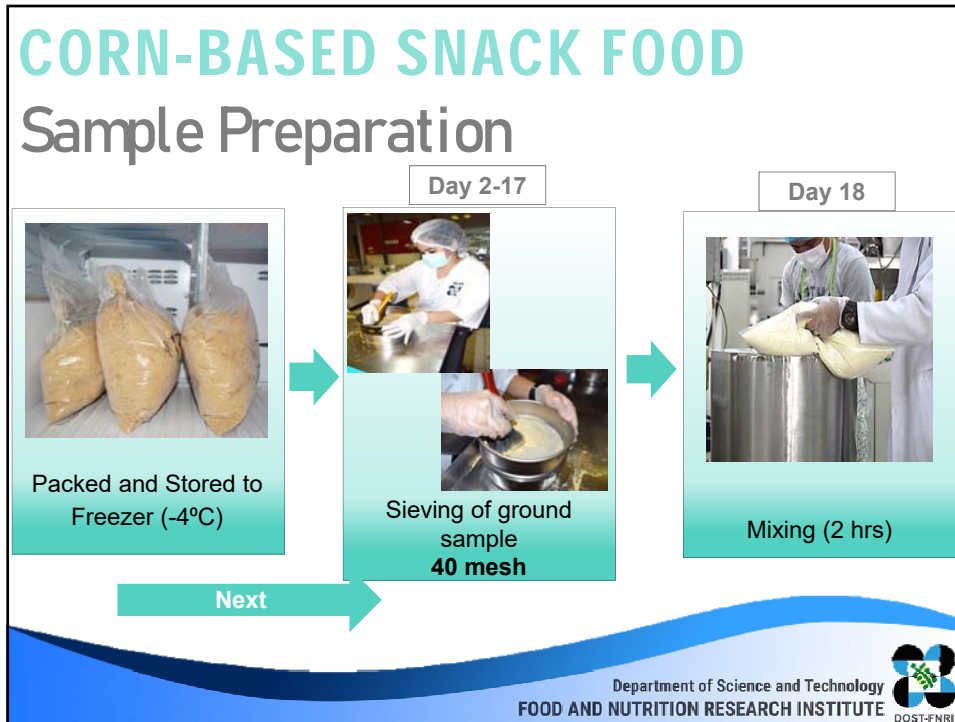 CORN-BASED SNACK FOOD
Sample Preparation
Packed and Stored to
Freezer (-4ºC)
Day 2-17
Sieving of ground
sample
40 mesh
Day 18
Mixing (2 hrs)
Next
Department of Science and Technology
FOOD AND NUTRITION RESEARCH INSTITUTE
DOST-FNRI